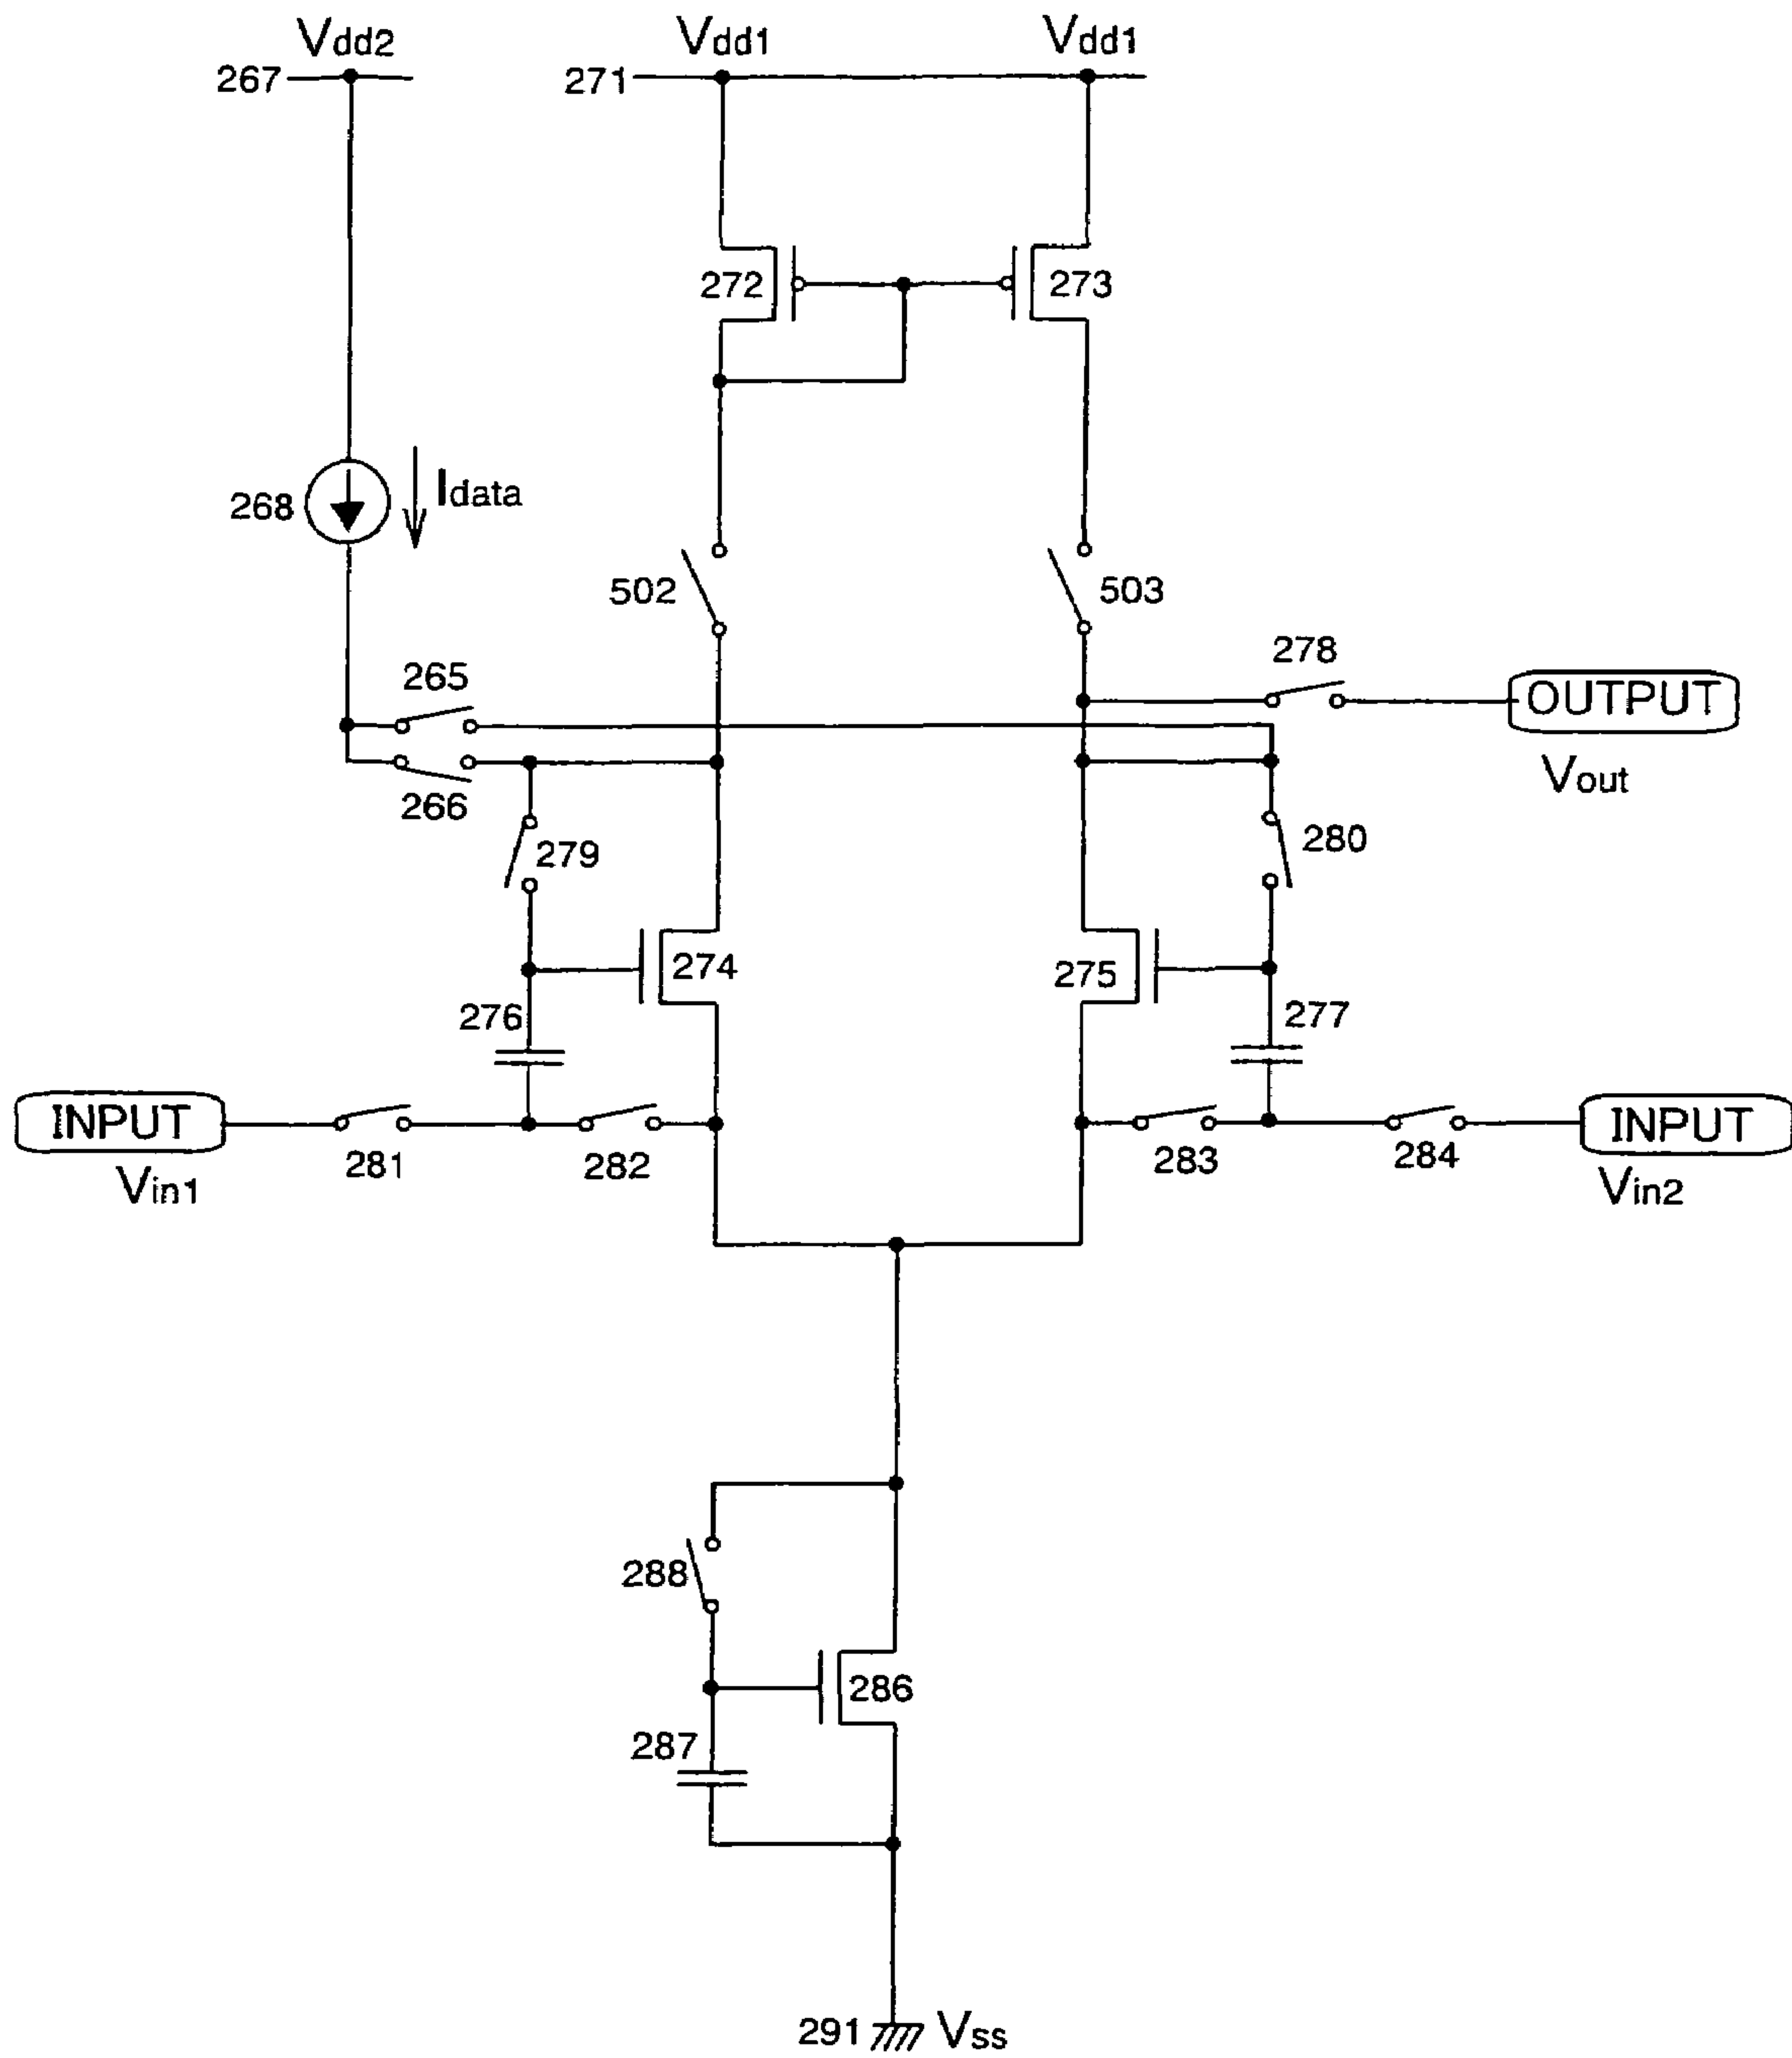 Vdd2
Vdd1
Vdd1
267
271
272
273
268
Idata
502
503
278
265
OUTPUT
Vout
266
279
280
274
275
276
277
INPUT
281
282
283
284
INPUT
Vin1
Vin2
288
286
287
291
Vss